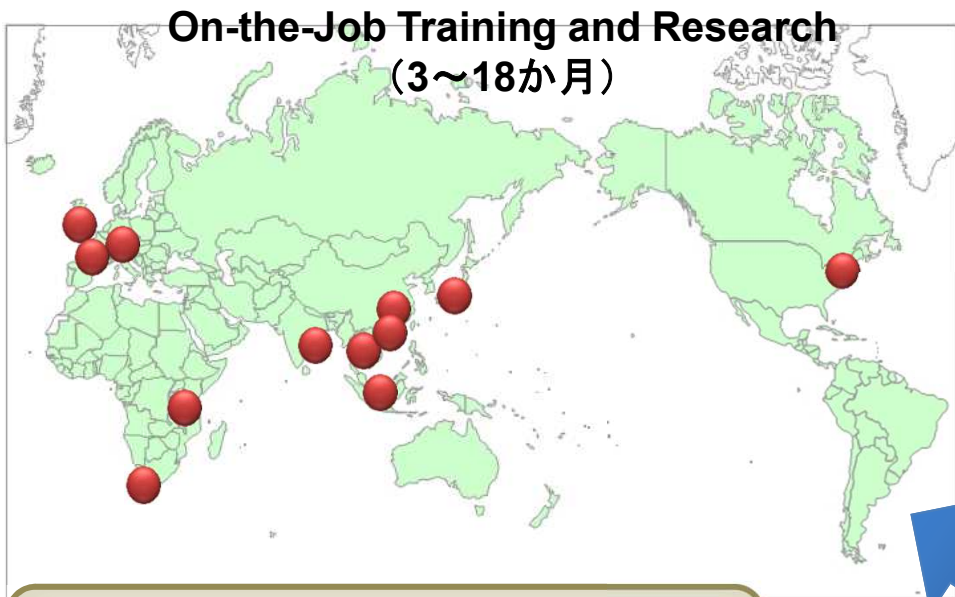 On-the-Job Training and Research
（3～18か月）